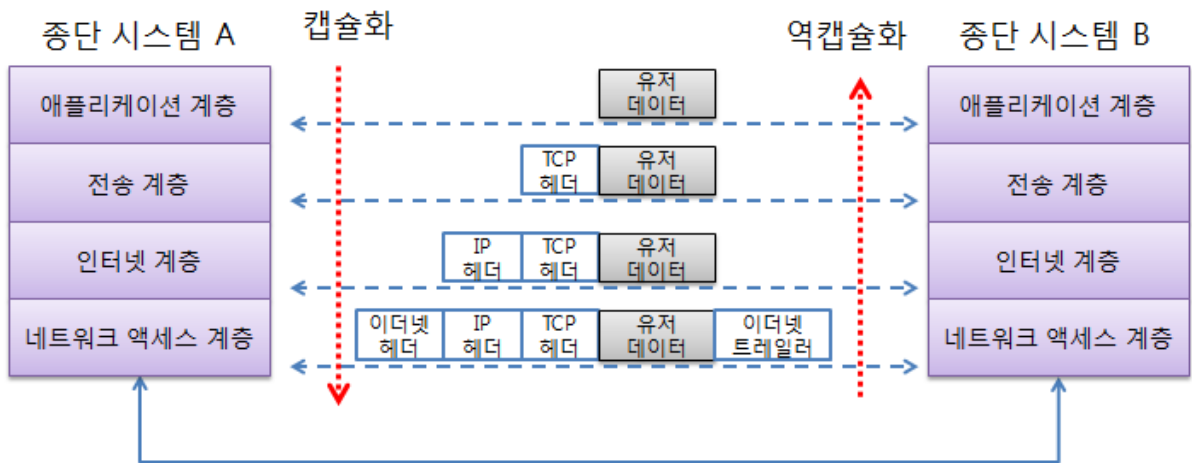 종단 시스템 A
캡슐화
역캡슐화
종단 시스템 B
애플리케이션 계층
유저
데이터
애플리케이션 계층
전송 계층
TCP
헤더
유저
데이터
전송 계층
인터넷 계층
IP
헤더
TCP
헤더
유저
데이터
인터넷 계층
네트워크 액세스 계층
이더넷
헤더
IP
헤더
TCP
헤더
유저
데이터
이더넷
트레일러
네트워크 액세스 계층